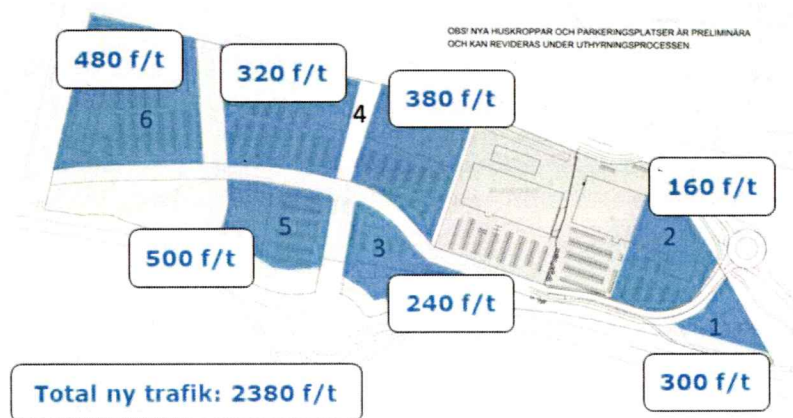 OBS! NYA HUSKROPPAR OCH PARKERINGSPLATSER ÄR PRELIMINÄRA
OCH KAN REVIDERAS UNDER UTHYRNINGSPROCESSEN
480 f/t
320 f/t
380 f/t
4
6
160 f/t
5
3
2
500 f/t
240 f/t
1
300 f/t
Total ny trafik: 2380 f/t